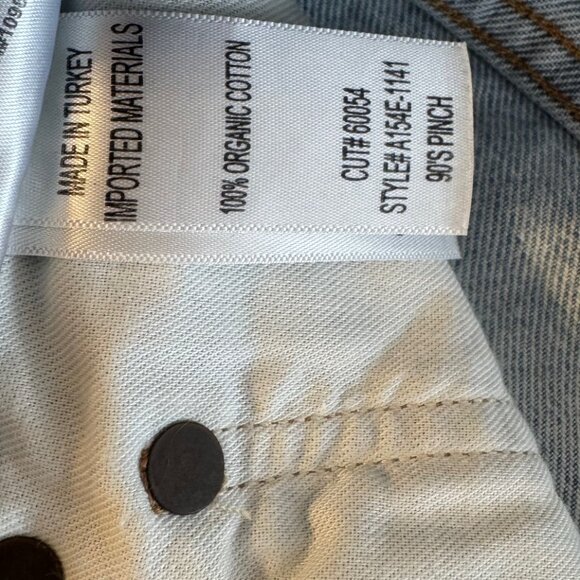 MADE IN TURKEY
IMPORTED MATERIALS
100% ORGANIC COTTON
CUT# 60054
STYLE# A154E-1141
90'S PINCH